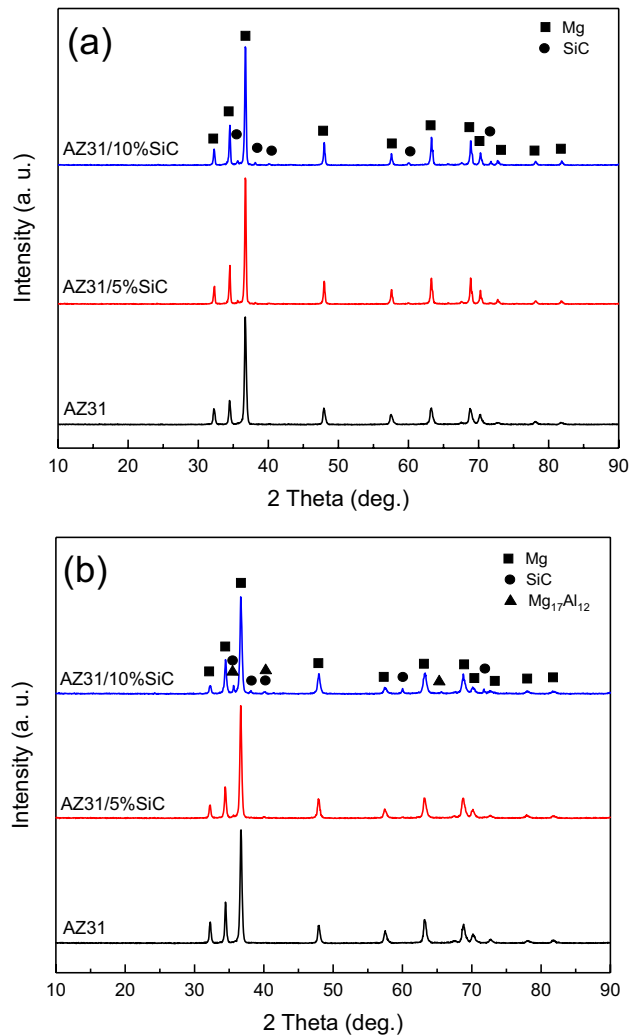 (a)
■ Mg
● SiC
AZ31/10%SiC
AZ31/5%SiC
AZ31
Intensity (a. u.)
10 20 30 40 50 60 70 80 90
2 Theta (deg.)
(b)
■ Mg
● SiC
▲ Mg₁₇Al₁₂
AZ31/10%SiC
AZ31/5%SiC
AZ31
Intensity (a. u.)
10 20 30 40 50 60 70 80 90
2 Theta (deg.)